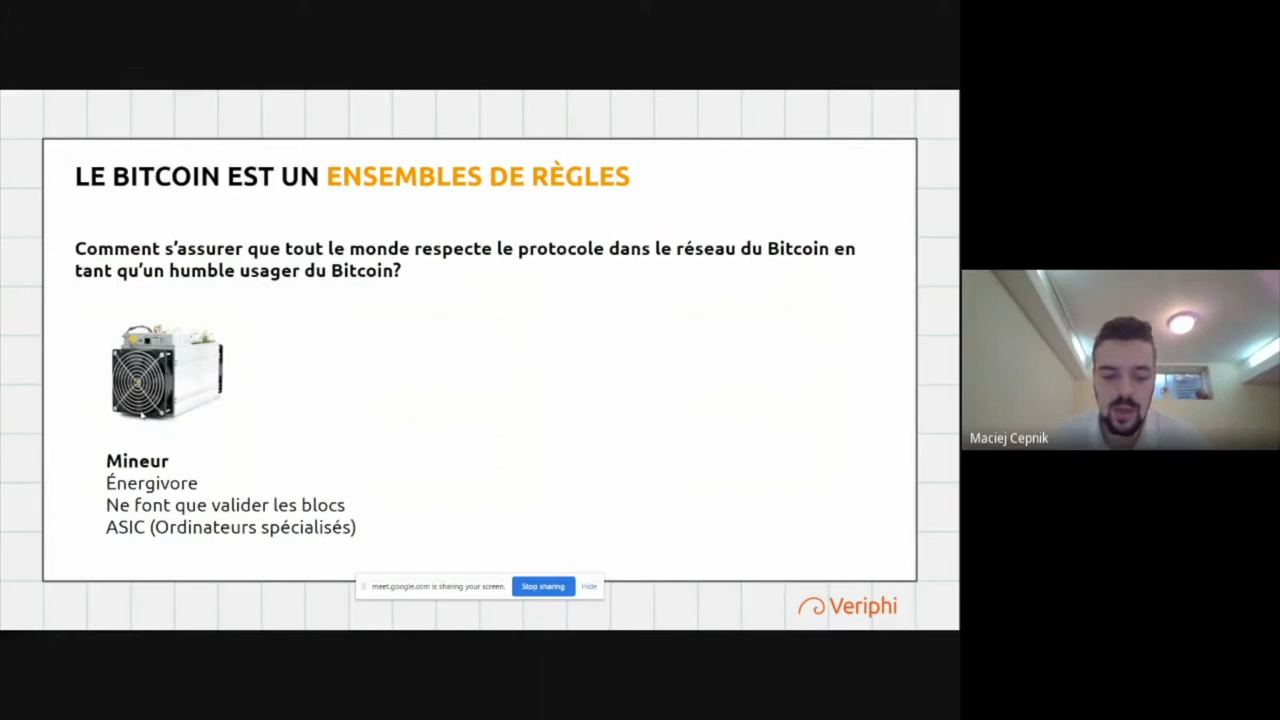 LE BITCOIN EST UN ENSEMBLES DE RÈGLES
Comment s’assurer que tout le monde respecte le protocole dans le réseau du Bitcoin en
tant qu’un humble usager du Bitcoin?
Mineur
Énergivore
Ne font que valider les blocs
ASIC (Ordinateurs spécialisés)
meet.google.com is sharing your screen.
Stop sharing
Hide
Veriphi
Maciej Cepnik